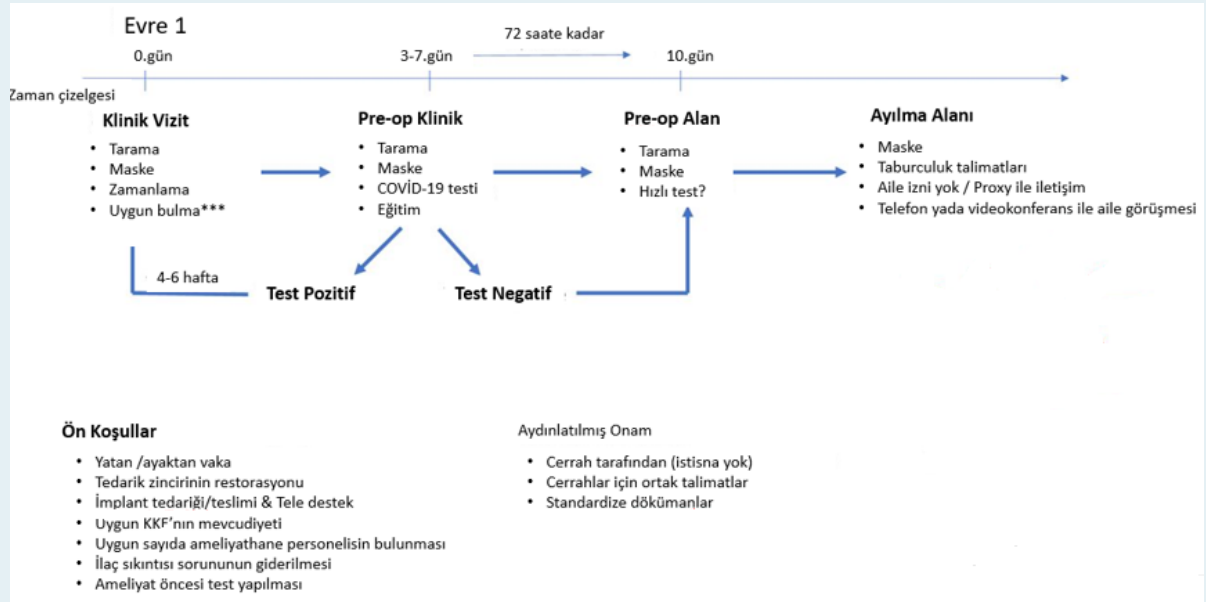 Evre 1
72 saate kadar
0.gün
3-7.gün
10.gün
Zaman çizelgesi
Klinik Vizit
• Tarama
• Maske
• Zamanlama
• Uygun bulma***
Pre-op Klinik
• Tarama
• Maske
• COVİD-19 testi
• Eğitim
Pre-op Alan
• Tarama
• Maske
• Hızlı test?
Ayılma Alanı
• Maske
• Taburculuk talimatları
• Aile izni yok / Proxy ile iletişim
• Telefon yada videokonferans ile aile görüşmesi
4-6 hafta
Test Pozitif
Test Negatif
Ön Koşullar
• Yatan /ayaktan vaka
• Tedarik zincirinin restorasyonu
• İmplant tedariği/teslimi & Tele destek
• Uygun KKF'nın mevcudiyeti
• Uygun sayıda ameliyathane personelisin bulunması
• İlaç sıkıntısı sorununun giderilmesi
• Ameliyat öncesi test yapılması
Aydınlatılmış Onam
• Cerrah tarafından (istisna yok)
• Cerrahlar için ortak talimatlar
• Standardize dökümanlar